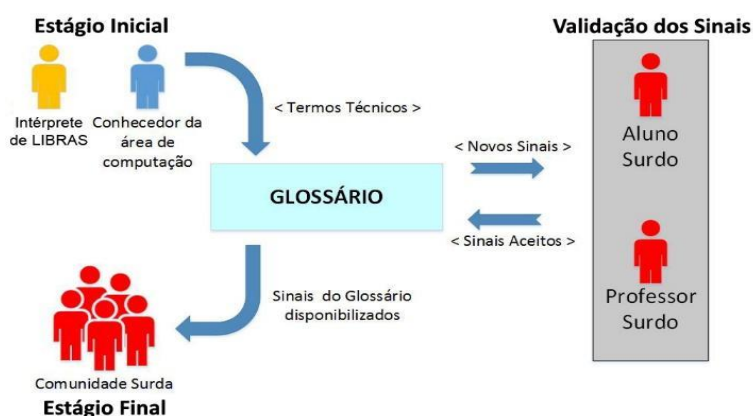 Estágio Inicial
Intérprete
de LIBRAS
Conhecedor da
área de
computação
< Termos Técnicos >
GLOSSÁRIO
< Novos Sinais >
< Sinais Aceitos >
Validação dos Sinais
Aluno
Surdo
Professor
Surdo
Sinais do Glossário
disponibilizados
Comunidade Surda
Estágio Final